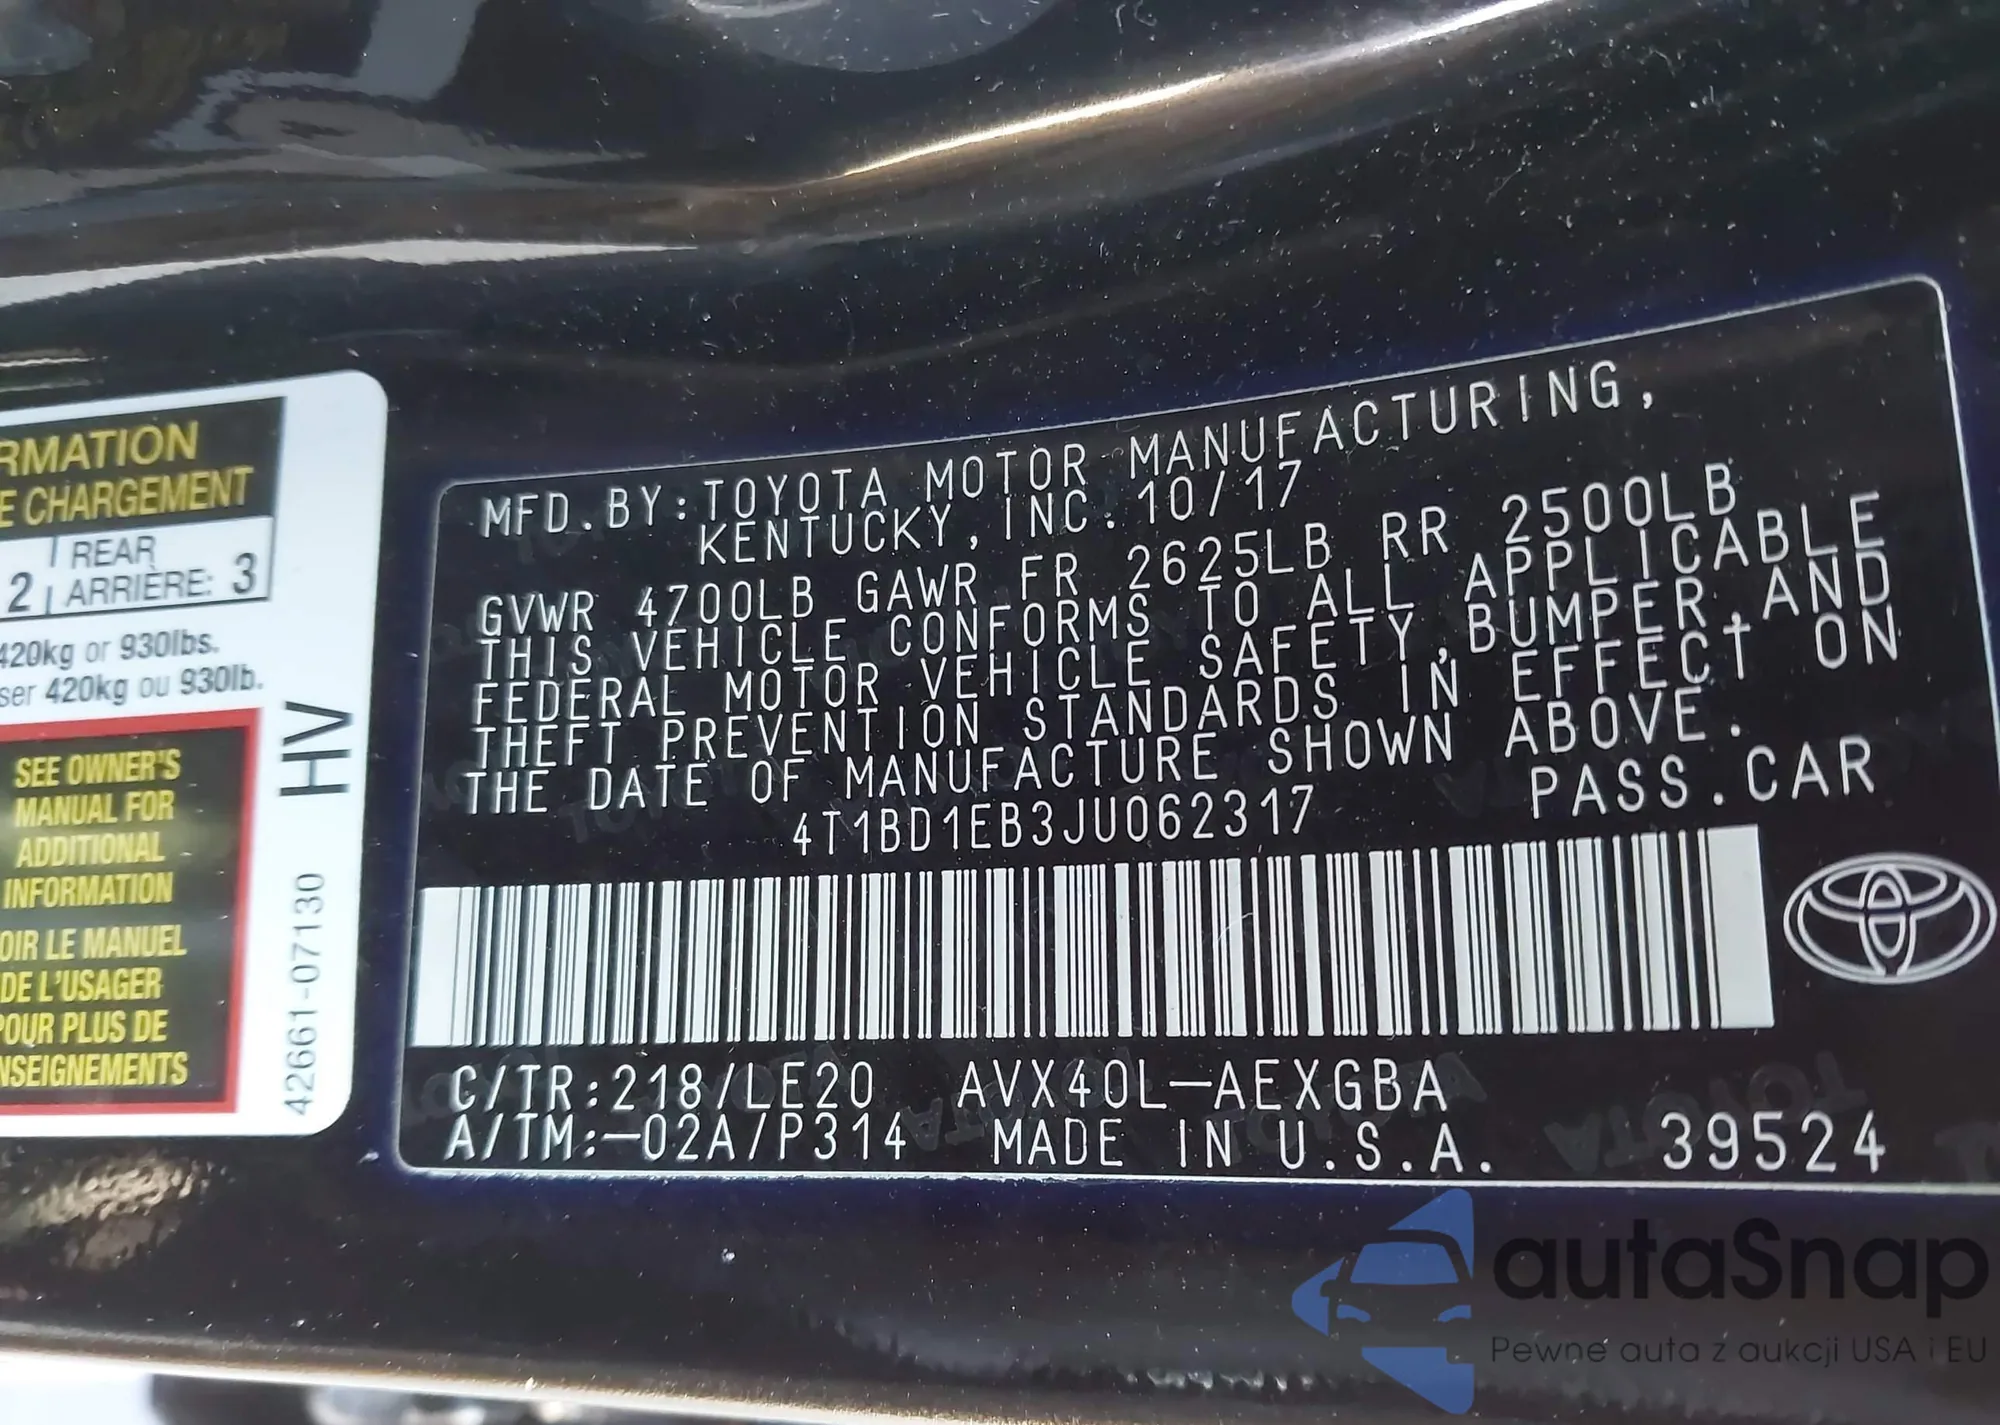 RMATION
E CHARGEMENT
2 REAR
ARRIÈRE: 3
420kg or 930lbs.
ser 420kg ou 930lb.
SEE OWNER'S
MANUAL FOR
ADDITIONAL
INFORMATION
OIR LE MANUEL
DE L'USAGER
POUR PLUS DE
NSEIGNEMENTS
HV
42661-07130
MFD.BY:TOYOTA MOTOR MANUFACTURING,
KENTUCKY,INC. 10/17
GVWR 4700LB GAWR FR 2625LB RR 2500LB
THIS VEHICLE CONFORMS TO ALL APPLICABLE
FEDERAL MOTOR VEHICLE SAFETY,BUMPER,AND
THEFT PREVENTION STANDARDS IN EFFECT ON
THE DATE OF MANUFACTURE SHOWN ABOVE.
4T1BD1EB3JU062317 PASS.CAR
C/TR:218/LE20 AVX40L-AEXGBA
A/TM:-02A/P314 MADE IN U.S.A. 39524
autaSnap
Pewne auta z aukcji USA i EU